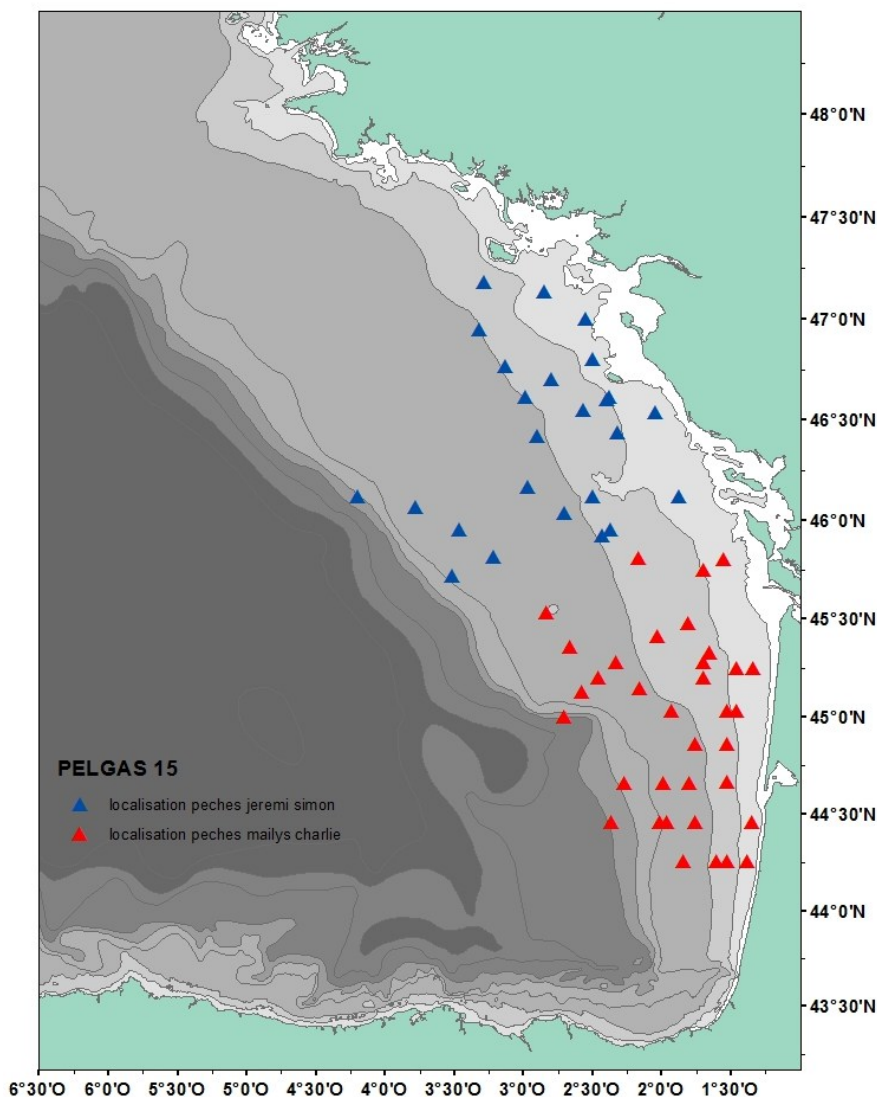 48°0'N
47°30'N
47°0'N
46°30'N
46°0'N
45°30'N
45°0'N
PELGAS 15
localisation peches jeremi simon
localisation peches mailys charlie
44°30'N
44°0'N
43°30'N
6°30'O 6°0'O 5°30'O 5°0'O 4°30'O 4°0'O 3°30'O 3°0'O 2°30'O 2°0'O 1°30'O